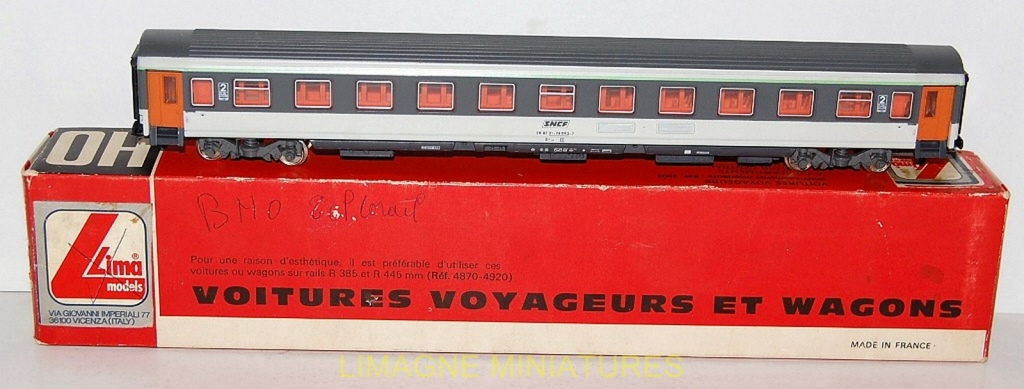 2
2
SNCF
HO
BHO
Lima
models
VIA GIOVANNI IMPERIALI 77
36100 VICENZA (ITALY)
Pour une raison d'esthétique, il est préférable d'utiliser ces
voitures ou wagons sur rails R 385 et R 445 mm (Réf. 4870-4920)
VOITURES VOYAGEURS ET WAGONS
MADE IN FRANCE
LIMAGNE MINIATURES